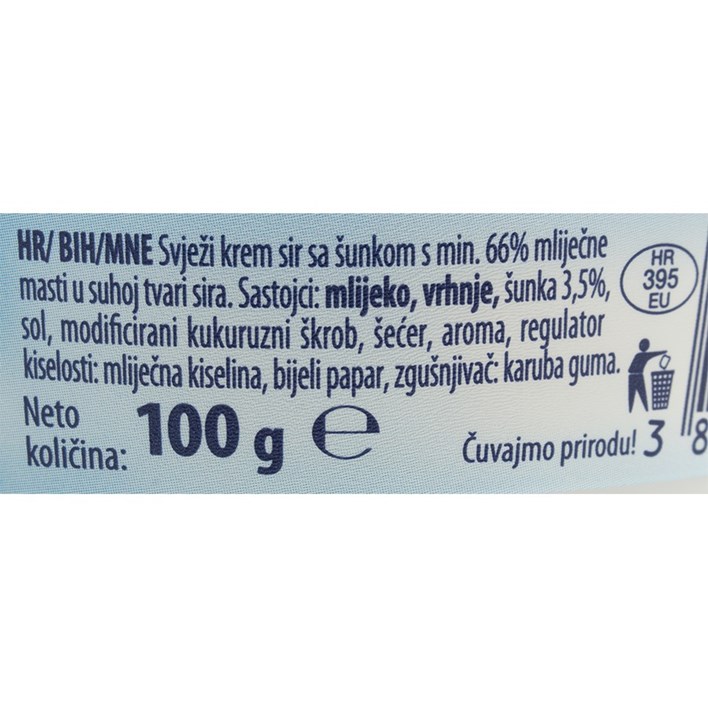 HR/ BIH/MNE Svježi krem sir sa šunkom s min. 66% mliječne
masti u suhoj tvari sira. Sastojci: mlijeko, vrhnje, šunka 3,5%,
sol, modificirani kukuruzni škrob, šećer, aroma, regulator
kiselosti: mliječna kiselina, bijeli papar, zgušnjivač: karuba guma.
HR
395
EU
Neto
količina: 100 g ℮
Čuvajmo prirodu! 3 8